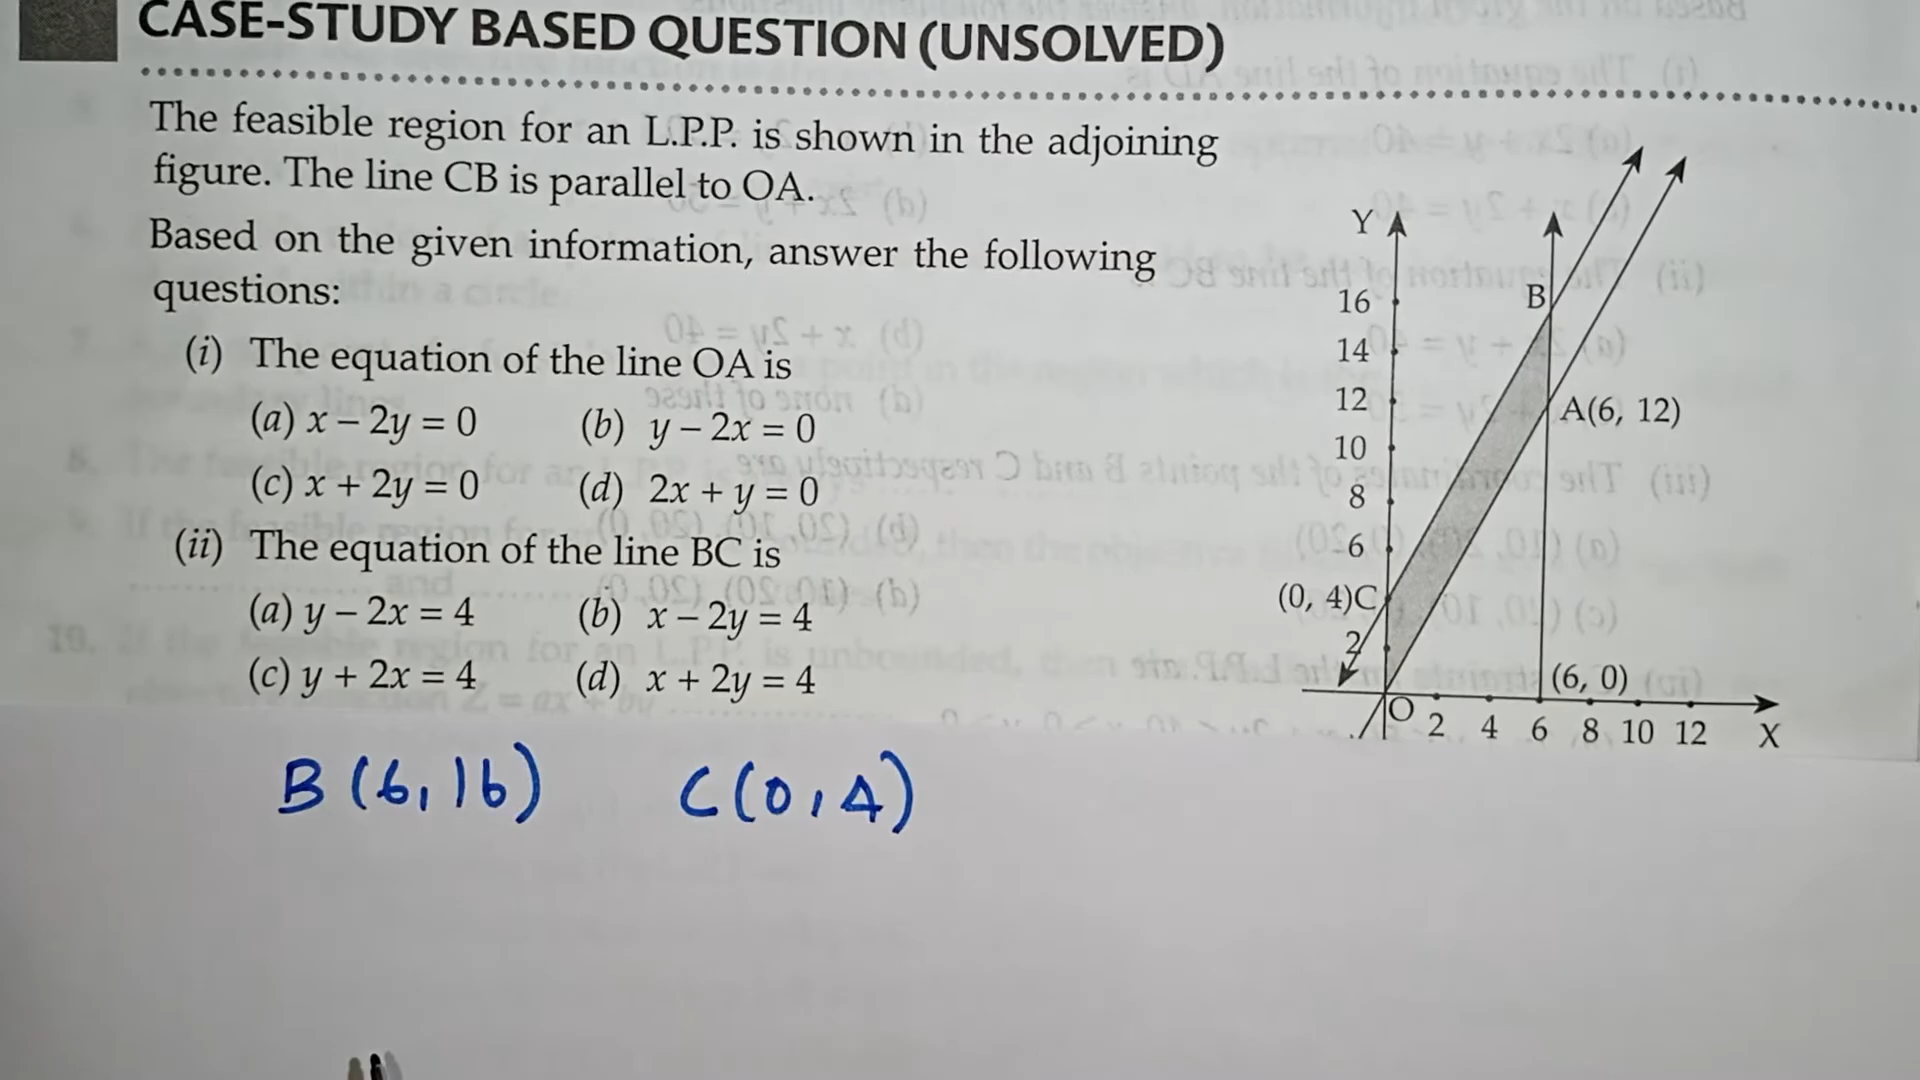 CASE-STUDY BASED QUESTION (UNSOLVED)
The feasible region for an L.P.P. is shown in the adjoining
figure. The line CB is parallel to OA.
Based on the given information, answer the following
questions:
(i) The equation of the line OA is
(a) x – 2y = 0 (b) y – 2x = 0
(c) x + 2y = 0 (d) 2x + y = 0
(ii) The equation of the line BC is
(a) y – 2x = 4 (b) x – 2y = 4
(c) y + 2x = 4 (d) x + 2y = 4
Y
16
B
14
12
A(6, 12)
10
8
6
(0, 4)C
2
(6, 0)
O 2 4 6 8 10 12 X
B (6, 16) C (0, 4)